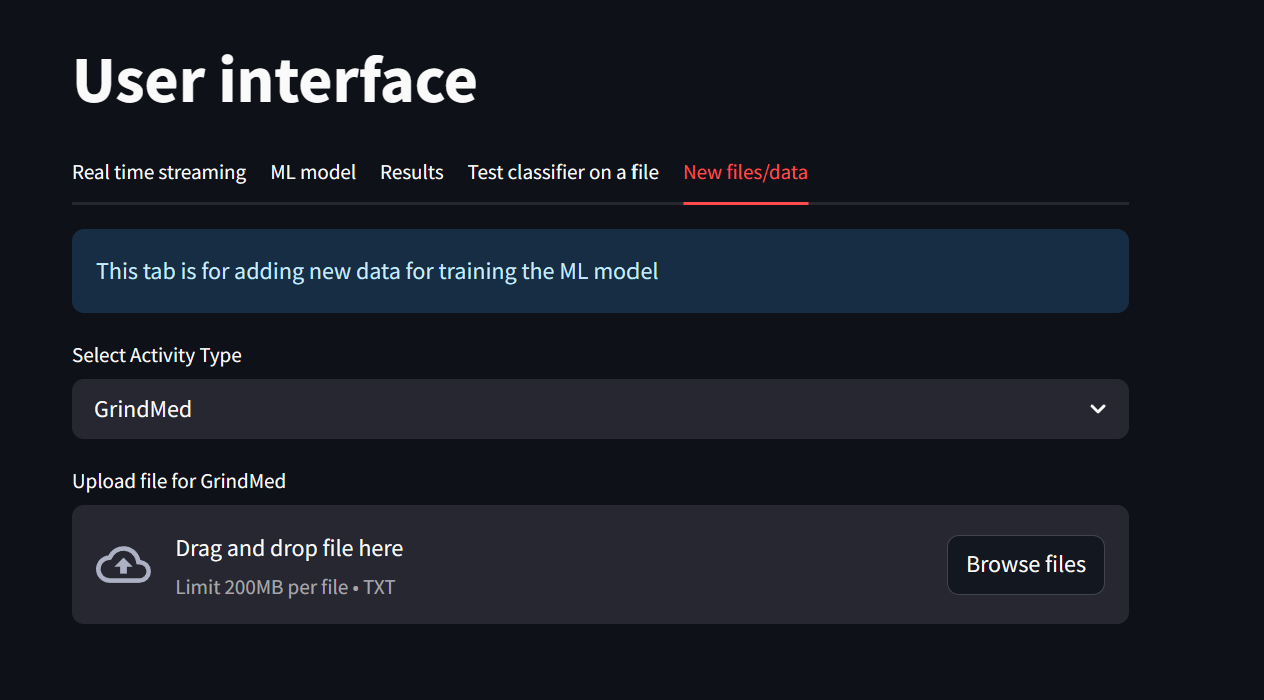 User interface
Real time streaming ML model Results Test classifier on a file New files/data
This tab is for adding new data for training the ML model
Select Activity Type
GrindMed
Upload file for GrindMed
Drag and drop file here
Limit 200MB per file • TXT
Browse files